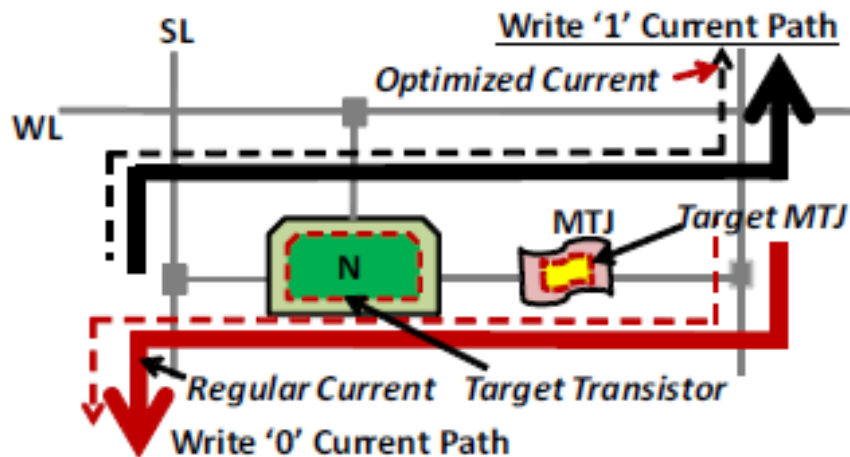 SL
Write ‘1’ Current Path
Optimized Current
WL
MTJ
Target MTJ
N
Regular Current
Target Transistor
Write ‘0’ Current Path